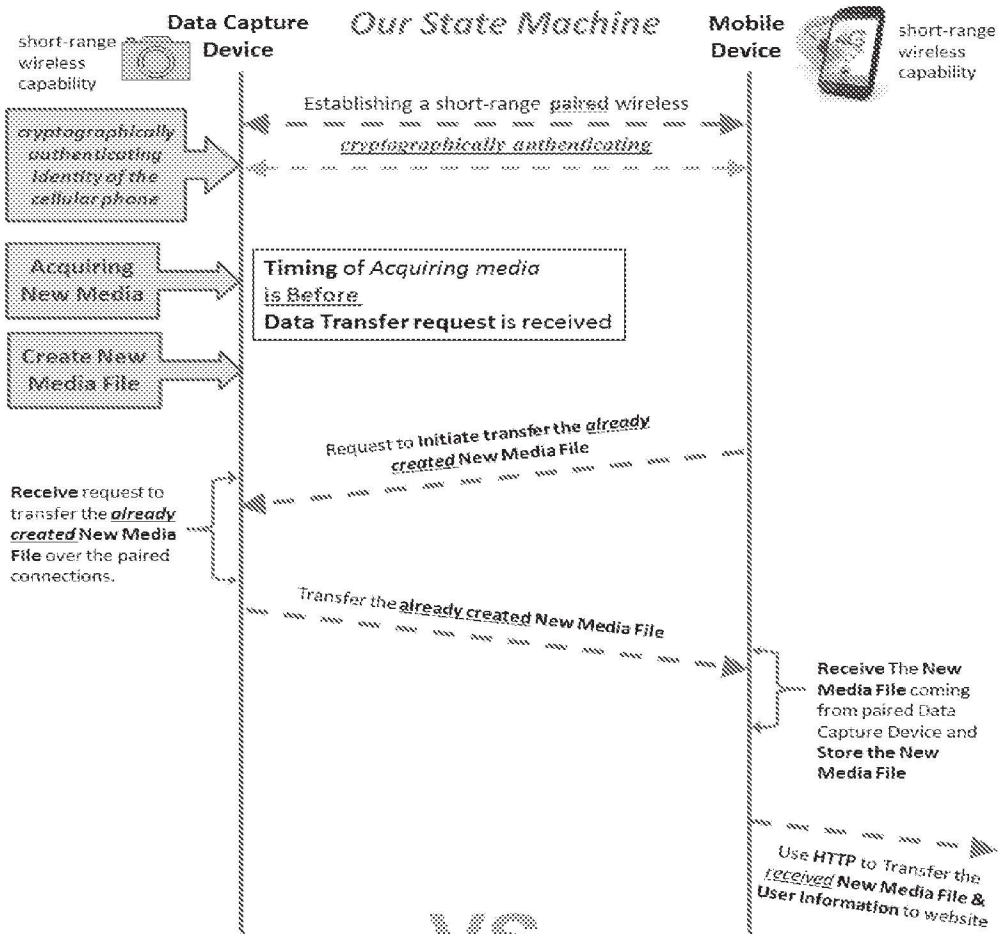 Our State Machine
Data Capture
Device
Mobile
Device
short-range
wireless
capability
short-range
wireless
capability
Establishing a short-range paired wireless
cryptographically authenticating
cryptographically
authenticating
identity of the
cellular phone
Acquiring
New Media
Timing of Acquiring media
is Before
Data Transfer request is received
Create New
Media File
Request to Initiate transfer the already
created New Media File
Receive request to
transfer the already
created New Media
File over the paired
connections.
Transfer the already created New Media File
Receive The New
Media File coming
from paired Data
Capture Device and
Store the New
Media File
Use HTTP to Transfer the
received New Media File &
User Information to website
VS